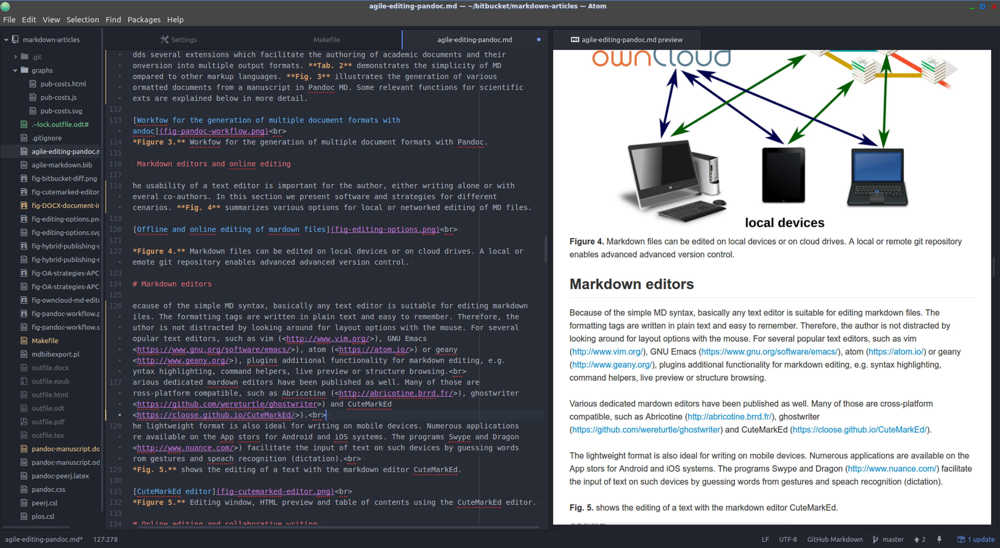 agile-editing-pandoc.md — ~/bitbucket/markdown-articles — Atom
File Edit View Selection Find Packages Help
markdown-articles
.git
graphs
pub-costs.html
pub-costs.js
pub-costs.svg
.~lock.outfile.odt#
.gitignore
agile-editing-pandoc.m
agile-markdown.bib
fig-bitbucket-diff.png
fig-cutemarked-editor
fig-DOCX-document-in
fig-editing-options.png
fig-editing-options.svg
fig-hybrid-publishing-c
fig-hybrid-publishing-c
fig-OA-strategies-APC
fig-OA-strategies-APC
fig-owncloud-md-edito
fig-pandoc-workflow.p
fig-pandoc-workflow.s
Makefile
mdbibexport.pl
outfile.docx
outfile.epub
outfile.html
outfile.odt
outfile.pdf
outfile.tex
pandoc-manuscript.do
pandoc-manuscript.od
pandoc-peerj.latex
pandoc.css
peerj.csl
plos.csl
Settings
Makefile
agile-editing-pandoc.md
dds several extensions which facilitate the authoring of academic documents and their
onversion into multiple output formats. **Tab. 2** demonstrates the simplicity of MD
ompared to other markup languages. **Fig. 3** illustrates the generation of various
ormatted documents from a manuscript in Pandoc MD. Some relevant functions for scientific
exts are explained below in more detail.
112
113 [Workfow for the generation of multiple document formats with
andoc](fig-pandoc-workflow.png)<br>
114 *Figure 3.** Workfow for the generation of multiple document formats with Pandoc.
115
116 Markdown editors and online editing
117
118 he usability of a text editor is important for the author, either writing alone or with
everal co-authors. In this section we present software and strategies for different
cenarios. **Fig. 4** summarizes various options for local or networked editing of MD files.
119
120 [Offline and online editing of mardown files](fig-editing-options.png)<br>
121
122 *Figure 4.** Markdown files can be edited on local devices or on cloud drives. A local or
emote git repository enables advanced advanced version control.
123
124 # Markdown editors
125
126 ecause of the simple MD syntax, basically any text editor is suitable for editing markdown
iles. The formatting tags are written in plain text and easy to remember. Therefore, the
uthor is not distracted by looking around for layout options with the mouse. For several
opular text editors, such as vim (<http://www.vim.org/>), GNU Emacs
<https://www.gnu.org/software/emacs/>), atom (<https://atom.io/>) or geany
<http://www.geany.org/>), plugins additional functionality for markdown editing, e.g.
yntax highlighting, command helpers, live preview or structure browsing.<br>
127 arious dedicated mardown editors have been published as well. Many of those are
ross-platform compatible, such as Abricotine (<http://abricotine.brrd.fr/>), ghostwriter
<https://github.com/wereturtle/ghostwriter>) and CuteMarkEd
<https://cloose.github.io/CuteMarkEd/>).<br>
128 he lightweight format is also ideal for writing on mobile devices. Numerous applications
re available on the App stors for Android and iOS systems. The programs Swype and Dragon
<http://www.nuance.com/>) facilitate the input of text on such devices by guessing words
rom gestures and speach recognition (dictation).<br>
129 *Fig. 5.** shows the editing of a text with the markdown editor CuteMarkEd.
130
131 [CuteMarkEd editor](fig-cutemarked-editor.png)<br>
132 *Figure 5.** Editing window, HTML preview and table of contents using the CuteMarkEd editor.
133
134 # Online editing and collaborative writing
agile-editing-pandoc.md preview
ownCloud
local devices
Figure 4. Markdown files can be edited on local devices or on cloud drives. A local or remote git repository
enables advanced advanced version control.
Markdown editors
Because of the simple MD syntax, basically any text editor is suitable for editing markdown files. The
formatting tags are written in plain text and easy to remember. Therefore, the author is not distracted by
looking around for layout options with the mouse. For several popular text editors, such as vim
(http://www.vim.org/), GNU Emacs (https://www.gnu.org/software/emacs/), atom (https://atom.io/) or geany
(http://www.geany.org/), plugins additional functionality for markdown editing, e.g. syntax highlighting,
command helpers, live preview or structure browsing.
Various dedicated mardown editors have been published as well. Many of those are cross-platform
compatible, such as Abricotine (http://abricotine.brrd.fr/), ghostwriter
(https://github.com/wereturtle/ghostwriter) and CuteMarkEd (https://cloose.github.io/CuteMarkEd/).
The lightweight format is also ideal for writing on mobile devices. Numerous applications are available on the
App stors for Android and iOS systems. The programs Swype and Dragon (http://www.nuance.com/) facilitate
the input of text on such devices by guessing words from gestures and speach recognition (dictation).
Fig. 5. shows the editing of a text with the markdown editor CuteMarkEd.
agile-editing-pandoc.md* 127:278
LF UTF-8 GitHub Markdown master 2 1 update